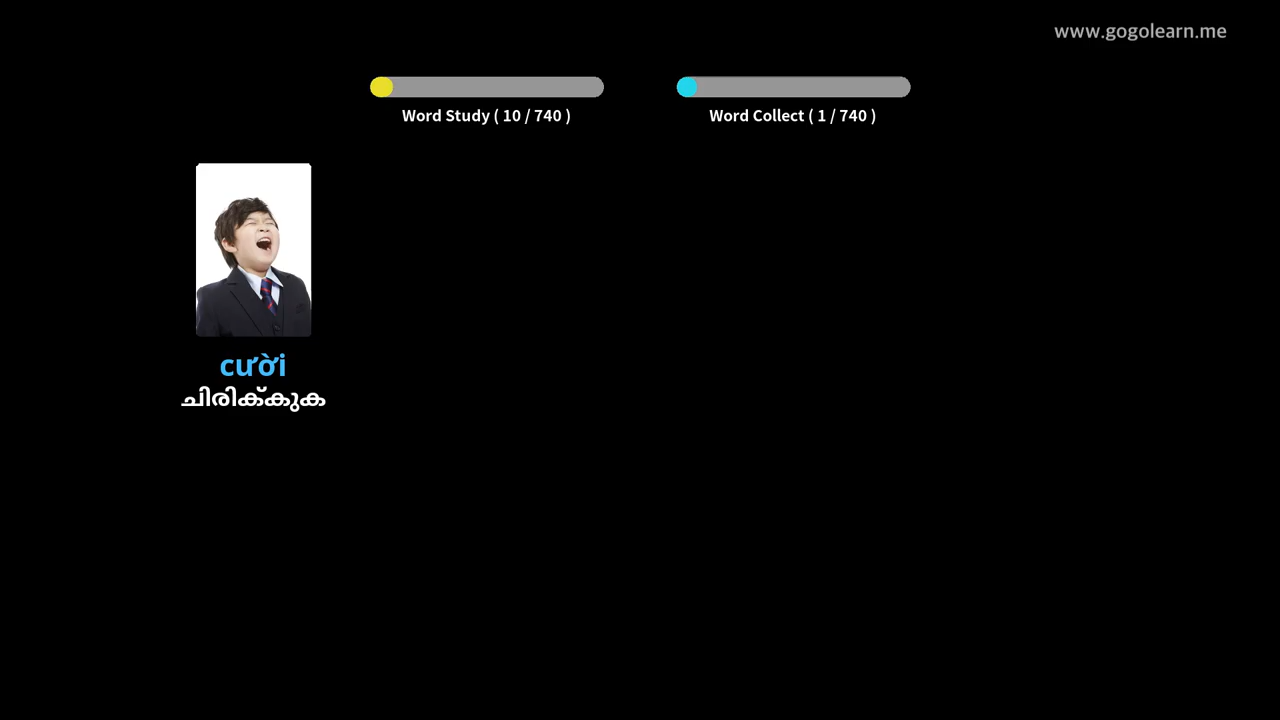 www.gogolearn.me
Word Study ( 10 / 740 )
Word Collect ( 1 / 740 )
cười
ചിരിക്കുക